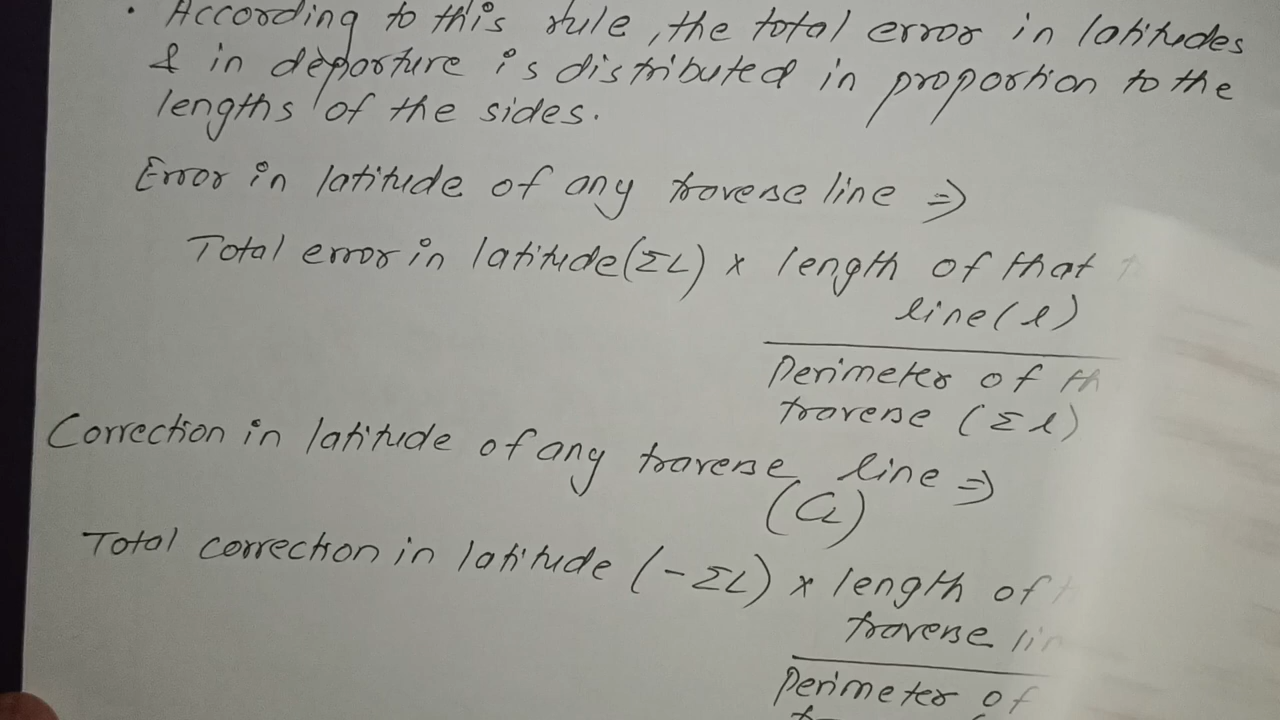 • According to this rule, the total error in latitudes
& in departure is distributed in proportion to the
lengths of the sides.
Error in latitude of any traverse line ⇒
Total error in latitude (ΣL) x length of that
line (l)
Perimeter of th
traverse (Σl)
Correction in latitude of any traverse line ⇒
(CL)
Total correction in latitude (-ΣL) x length of
traverse lin
Perimeter of